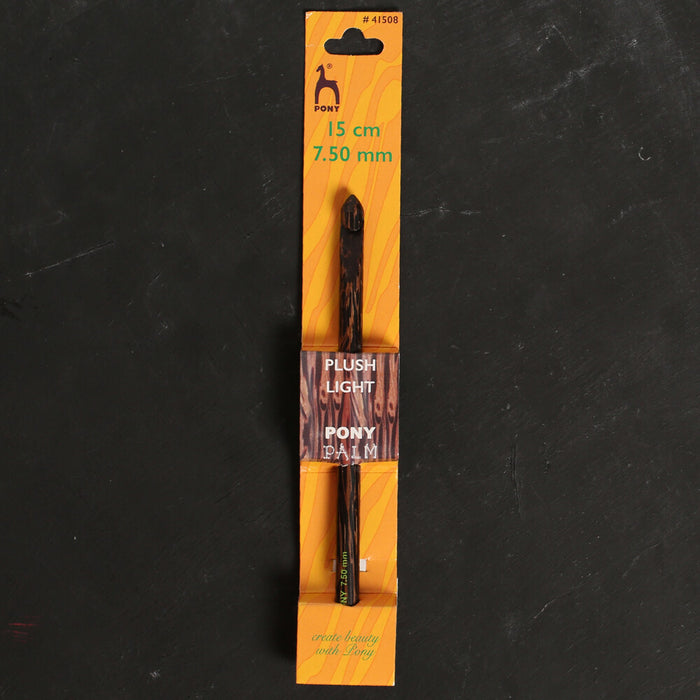 # 41508
®
PONY
15 cm
7.50 mm
PLUSH
LIGHT
PONY
PALM
NY 7.50 mm
create beauty
with Pony